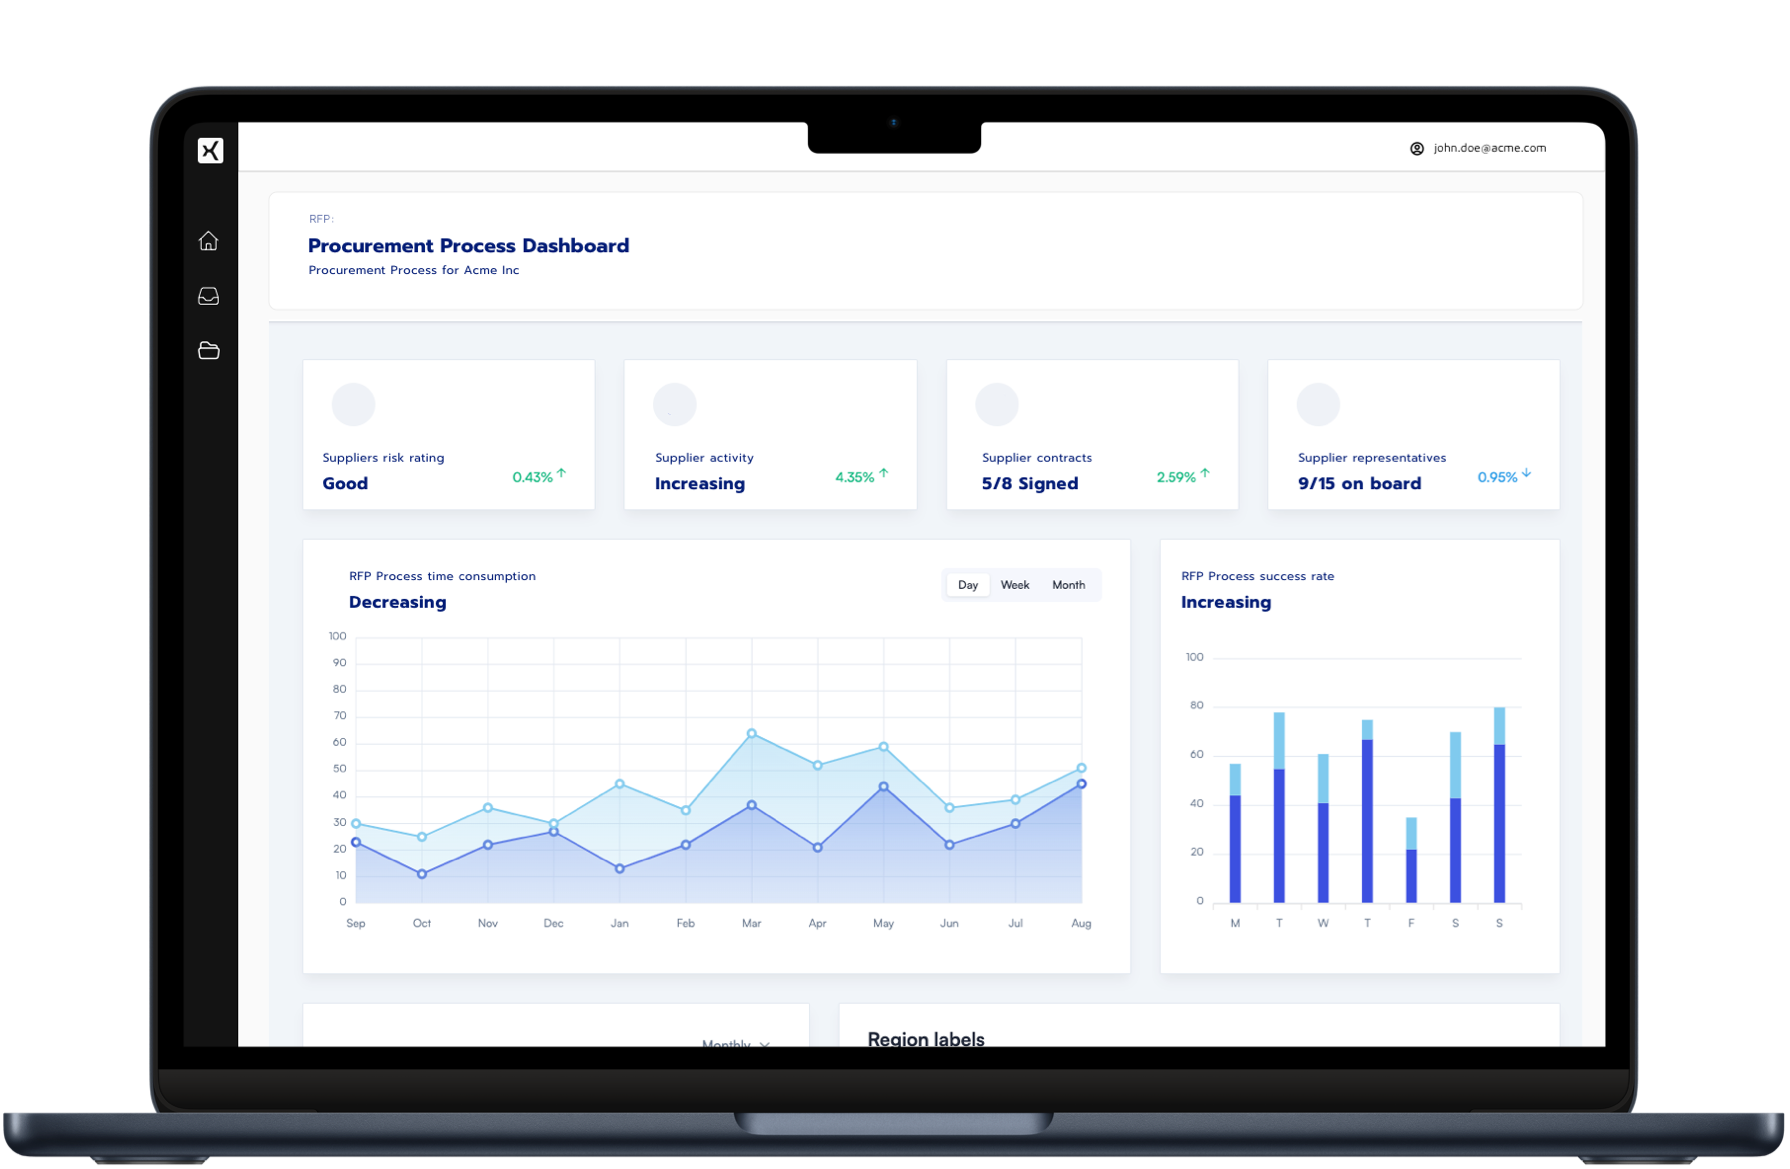 john.doe@acme.com
RFP:
Procurement Process Dashboard
Procurement Process for Acme Inc
Suppliers risk rating
Good
0.43%
Supplier activity
Increasing
4.35%
Supplier contracts
5/8 Signed
2.59%
Supplier representatives
9/15 on board
0.95%
RFP Process time consumption
Decreasing
Day Week Month
100
90
80
70
60
50
40
30
20
10
0
Sep Oct Nov Dec Jan Feb Mar Apr May Jun Jul Aug
RFP Process success rate
Increasing
100
80
60
40
20
0
M T W T F S S
Monthly
Region labels